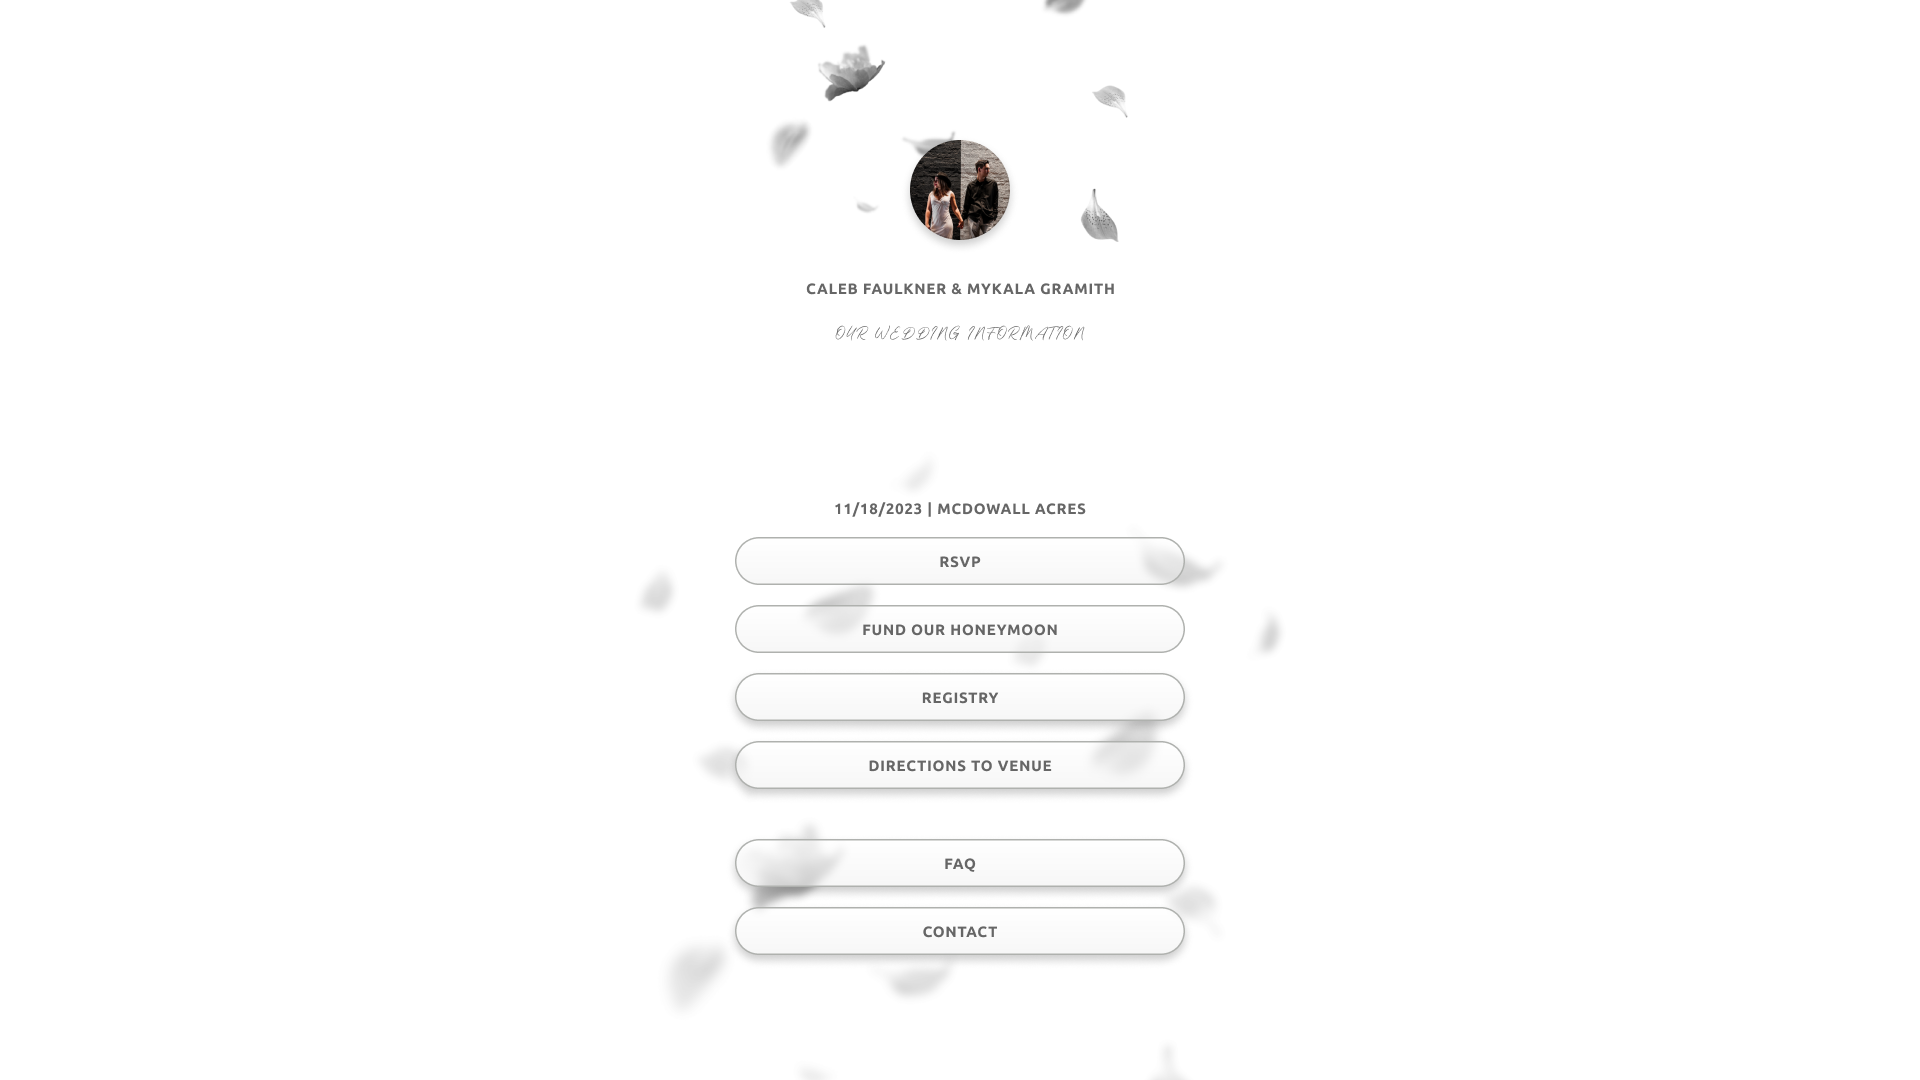 CALEB FAULKNER & MYKALA GRAMITH
OUR WEDDING INFORMATION
11/18/2023 | MCDOWALL ACRES
RSVP
FUND OUR HONEYMOON
REGISTRY
DIRECTIONS TO VENUE
FAQ
CONTACT